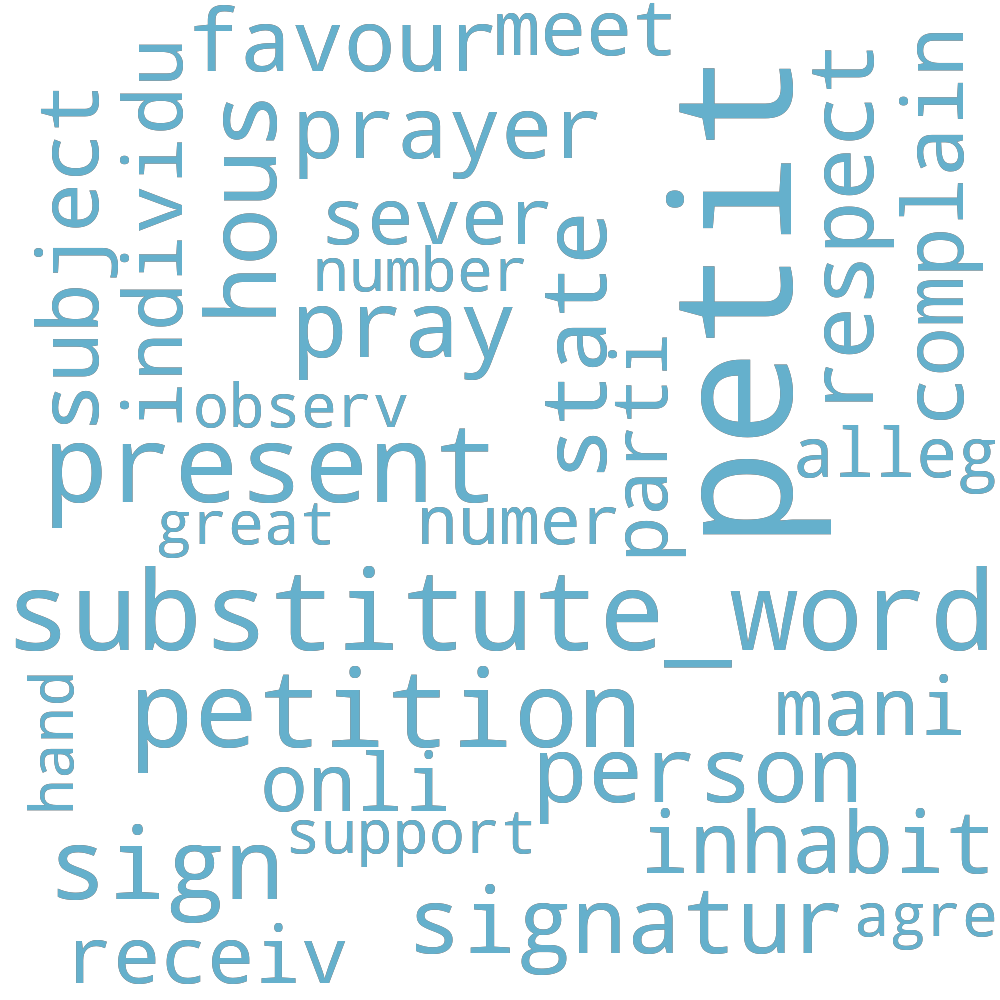 favour
meet
subject
individu
hous
prayer
sever
number
pray
state
parti
petit
respect
complain
observ
present
alleg
great
numer
substitute_word
hand
petition
mani
onli
person
support
sign
inhabit
signatur
agre
receiv